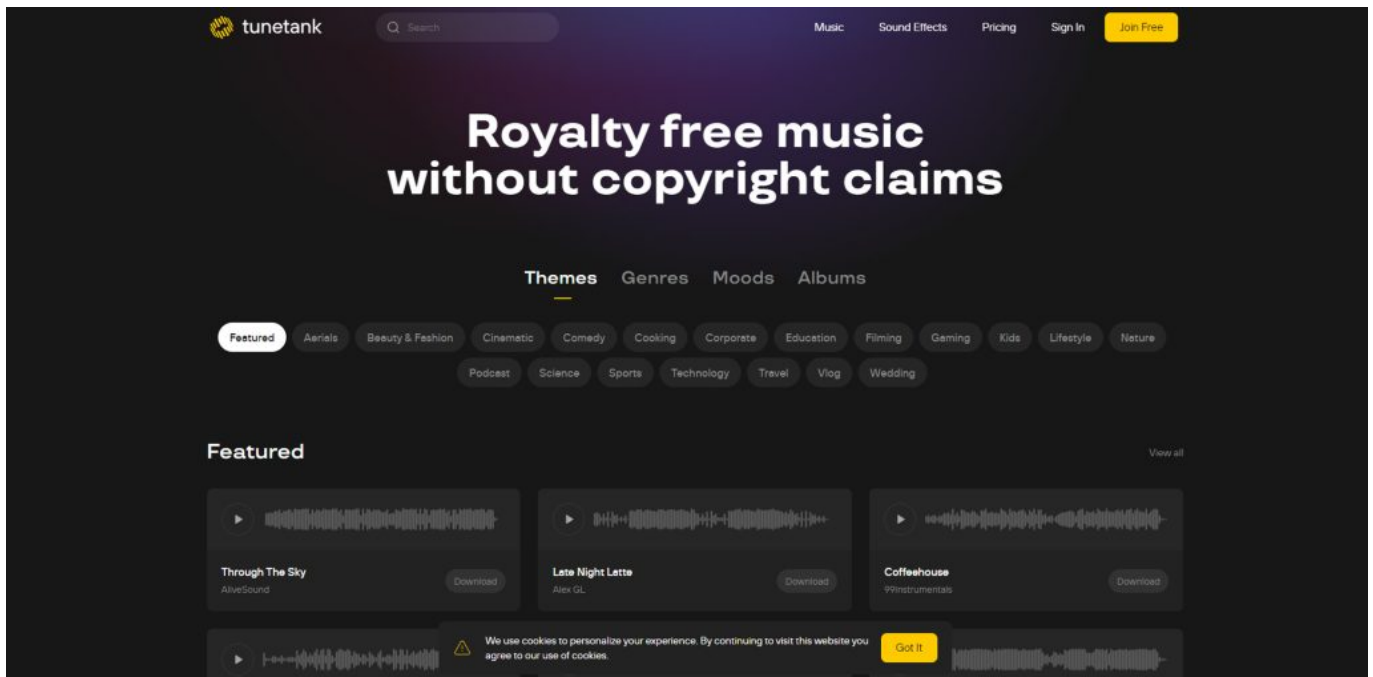 tunetank
Search
Music
Sound Effects
Pricing
Sign In
Join Free
Royalty free music
without copyright claims
Themes
Genres
Moods
Albums
Featured
Aerials
Beauty & Fashion
Cinematic
Comedy
Cooking
Corporate
Education
Filming
Gaming
Kids
Lifestyle
Nature
Podcast
Science
Sports
Technology
Travel
Vlog
Wedding
Featured
View all
Through The Sky
AliveSound
Download
Late Night Latte
Alex GL
Download
Coffeehouse
99Instrumentals
Download
We use cookies to personalize your experience. By continuing to visit this website you
agree to our use of cookies.
Got It